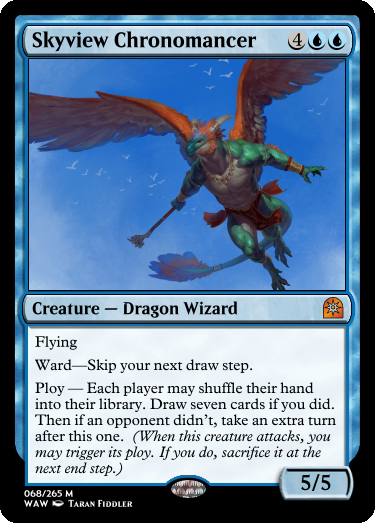 Skyview Chronomancer 4
Creature — Dragon Wizard
Flying
Ward—Skip your next draw step.
Ploy — Each player may shuffle their hand
into their library. Draw seven cards if you did.
Then if an opponent didn't, take an extra turn
after this one. (When this creature attacks, you
may trigger its ploy. If you do, sacrifice it at the
next end step.)
5/5
068/265 M
WAW TARAN FIDDLER